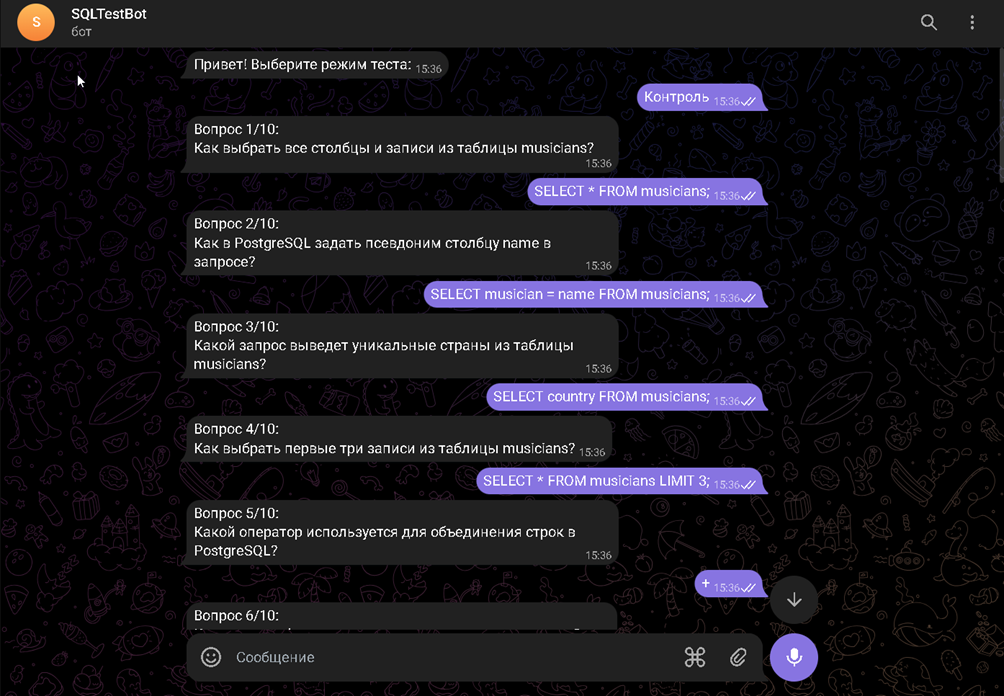 S
SQLTestBot
бот
Привет! Выберите режим теста: 15:36
Контроль 15:36
Вопрос 1/10:
Как выбрать все столбцы и записи из таблицы musicians?
15:36
SELECT * FROM musicians; 15:36
Вопрос 2/10:
Как в PostgreSQL задать псевдоним столбцу name в
запросе? 15:36
SELECT musician = name FROM musicians; 15:36
Вопрос 3/10:
Какой запрос выведет уникальные страны из таблицы
musicians? 15:36
SELECT country FROM musicians; 15:36
Вопрос 4/10:
Как выбрать первые три записи из таблицы musicians? 15:36
SELECT * FROM musicians LIMIT 3; 15:36
Вопрос 5/10:
Какой оператор используется для объединения строк в
PostgreSQL? 15:36
+ 15:36
Вопрос 6/10:
Сообщение